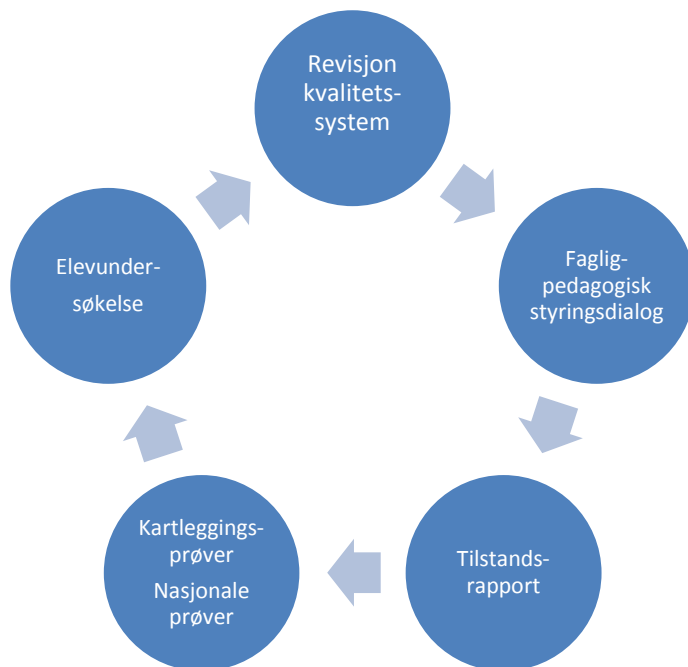 Revisjon
kvalitets-
system
Faglig-
pedagogisk
styringsdialog
Tilstands-
rapport
Kartleggings-
prøver
Nasjonale
prøver
Elevunder-
søkelse